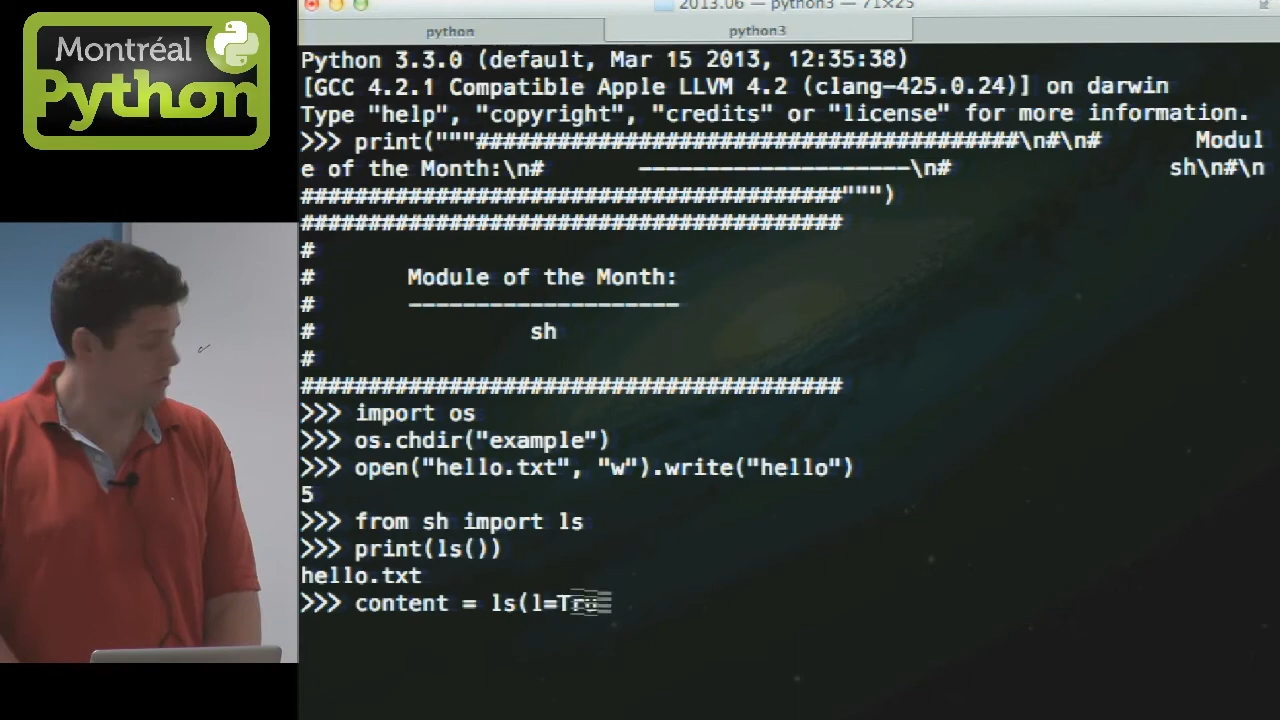 Montréal
Python
2013.06 — python3 — 71×25
python
python3
Python 3.3.0 (default, Mar 15 2013, 12:35:38)
[GCC 4.2.1 Compatible Apple LLVM 4.2 (clang-425.0.24)] on darwin
Type "help", "copyright", "credits" or "license" for more information.
>>> print("""########################################\n#\n#       Modul
e of the Month:\n#       --------------------\n#                sh\n#\n
########################################""")
########################################
#
#       Module of the Month:
#       --------------------
#                sh
#
########################################
>>> import os
>>> os.chdir("example")
>>> open("hello.txt", "w").write("hello")
5
>>> from sh import ls
>>> print(ls())
hello.txt
>>> content = ls(l=Tru